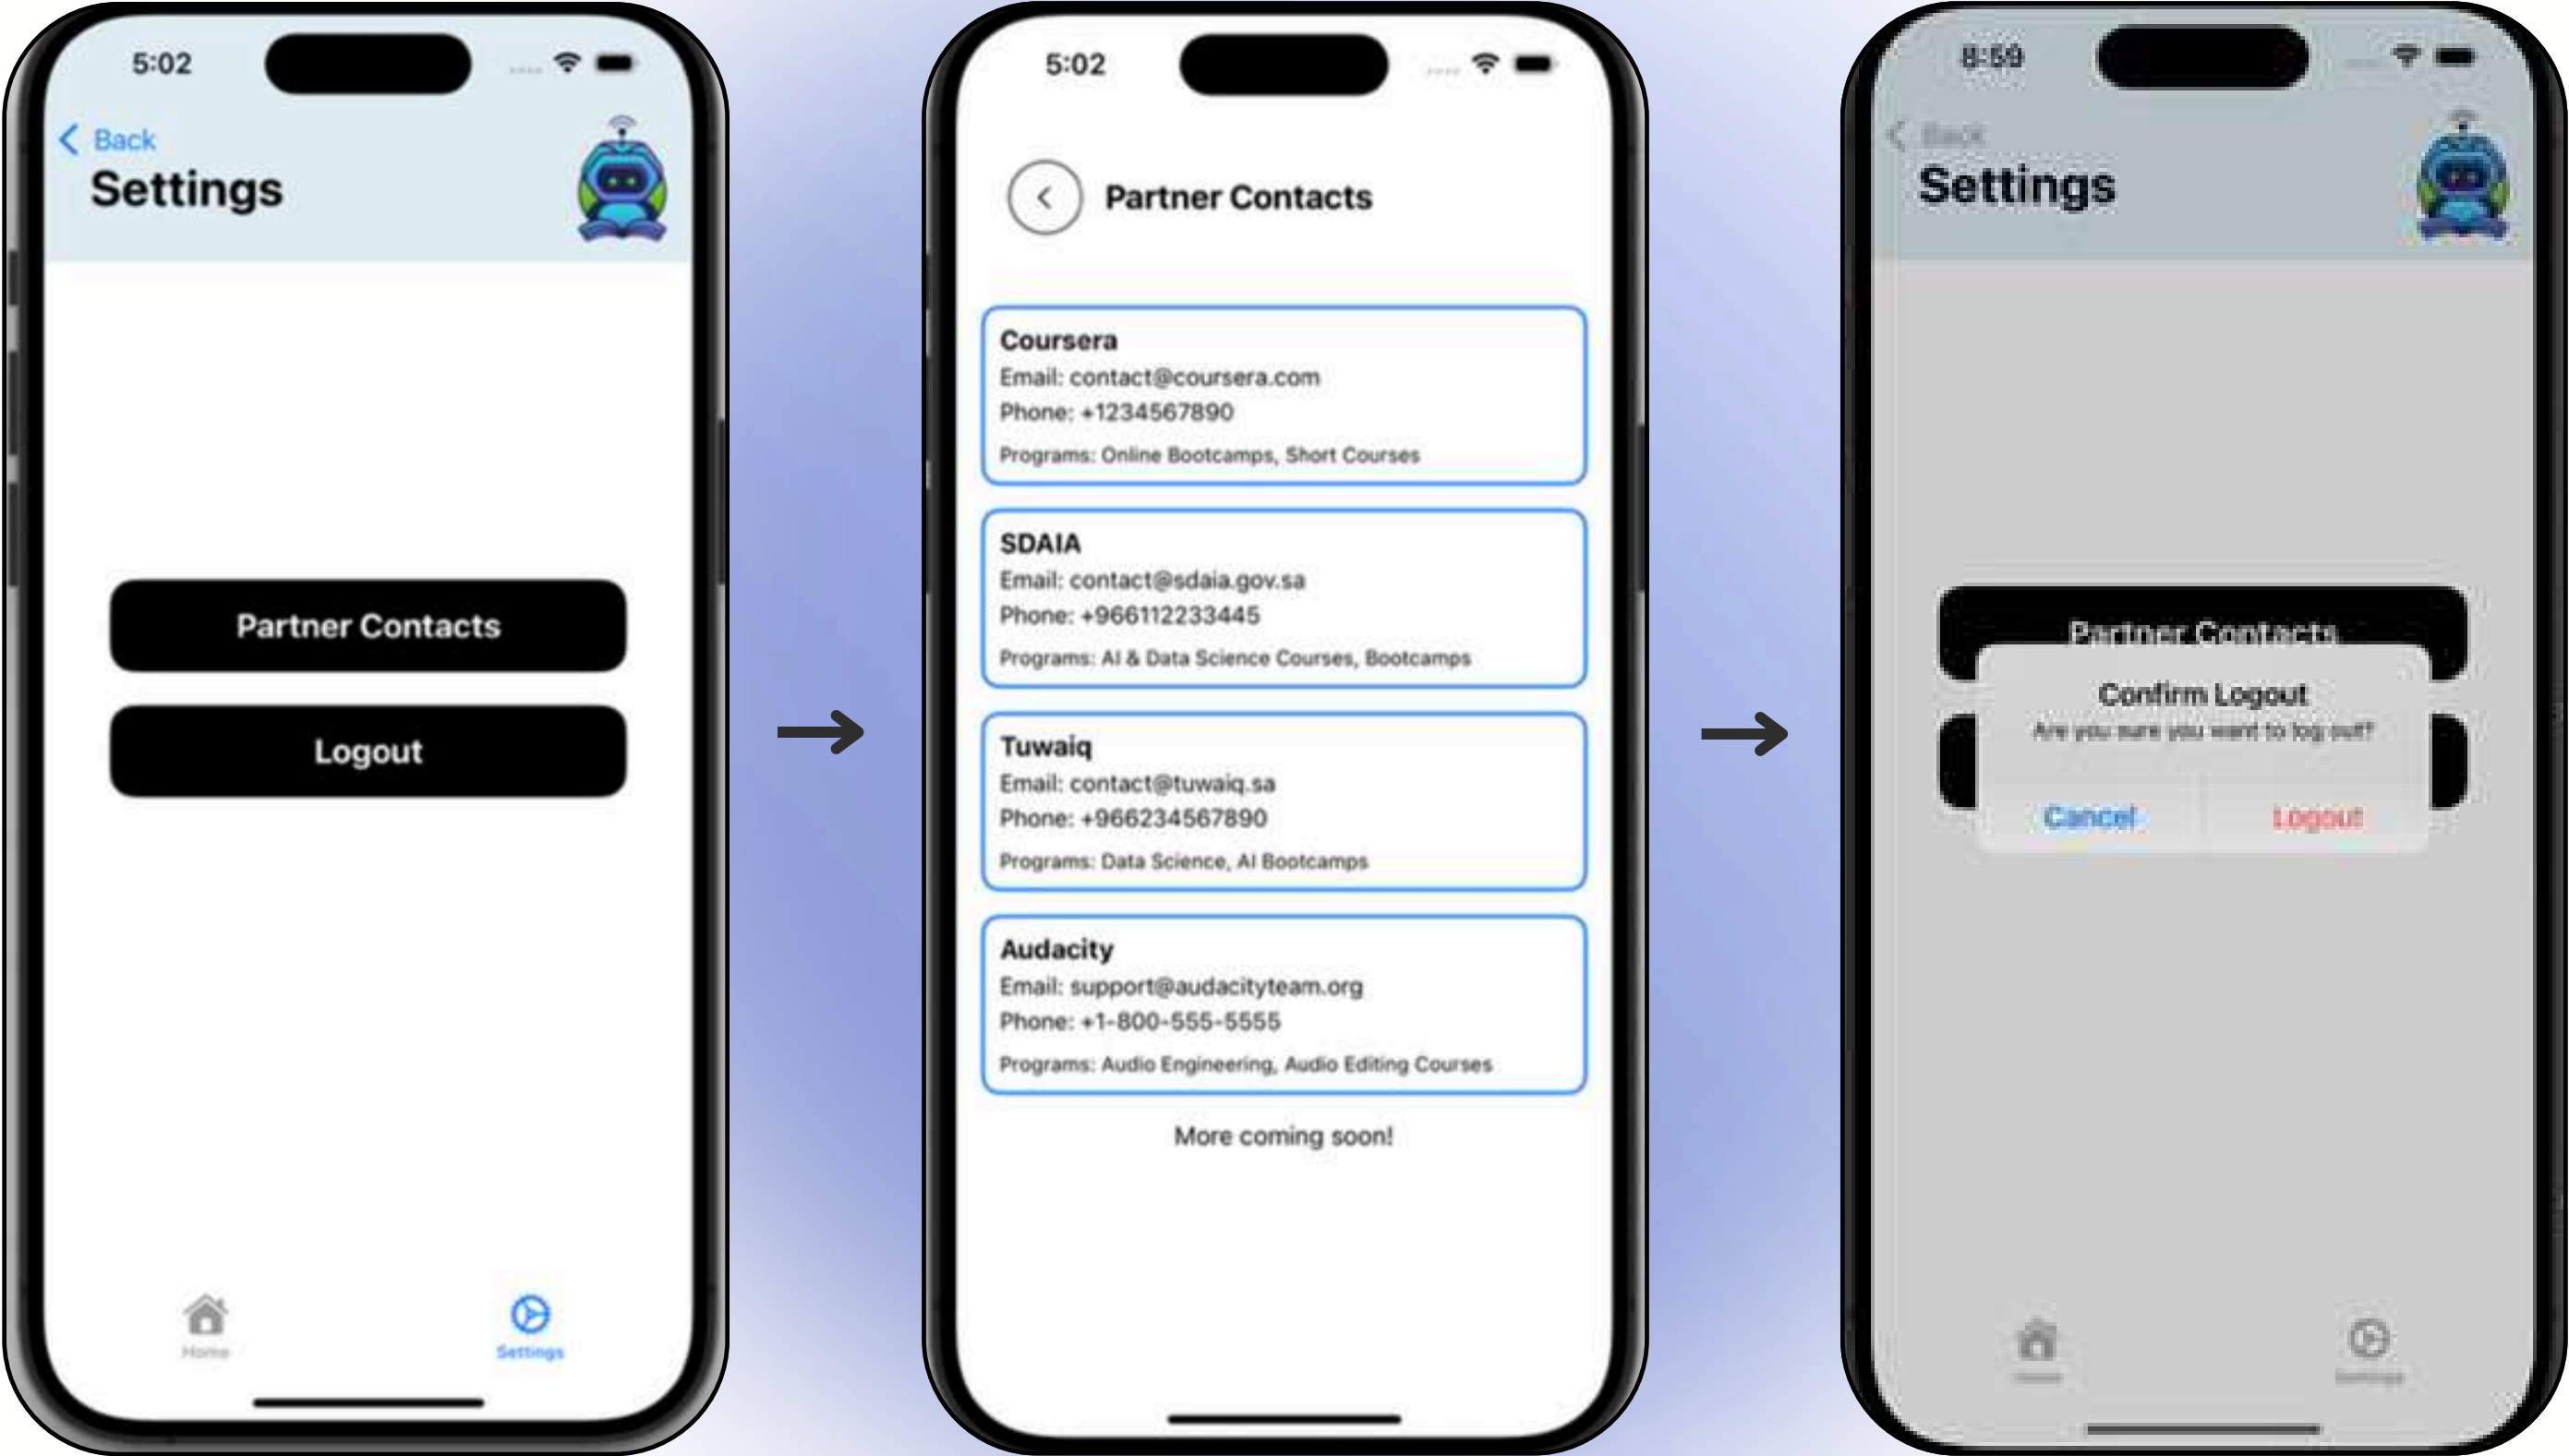 5:02
Back
Settings
Partner Contacts
Logout
Home
Settings
5:02
Partner Contacts
Coursera
Email: contact@coursera.com
Phone: +1234567890
Programs: Online Bootcamps, Short Courses
SDAIA
Email: contact@sdaia.gov.sa
Phone: +966112233445
Programs: AI & Data Science Courses, Bootcamps
Tuwaiq
Email: contact@tuwaiq.sa
Phone: +966234567890
Programs: Data Science, AI Bootcamps
Audacity
Email: support@audacityteam.org
Phone: +1-800-555-5555
Programs: Audio Engineering, Audio Editing Courses
More coming soon!
8:59
Back
Settings
Partner Contacts
Confirm Logout
Are you sure you want to log out?
Cancel
Logout